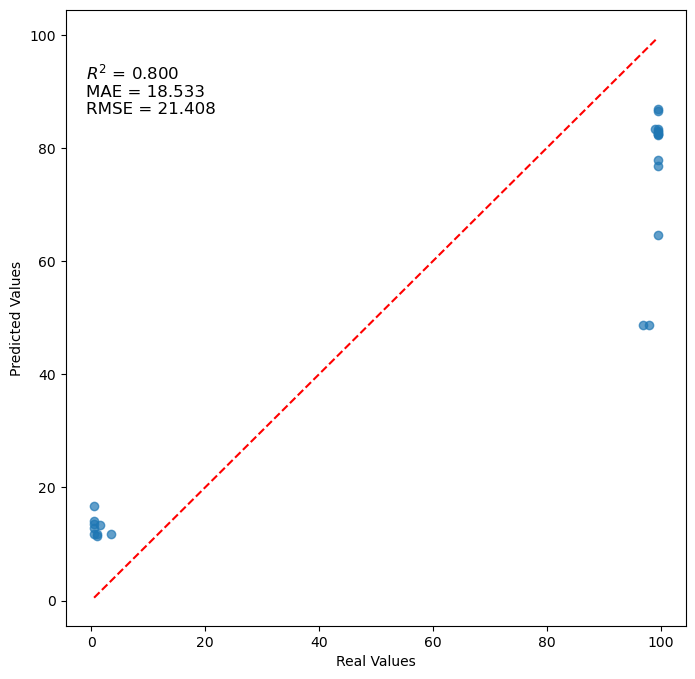 100
R² = 0.800
MAE = 18.533
RMSE = 21.408
80
60
Predicted Values
40
20
0
0 20 40 60 80 100
Real Values